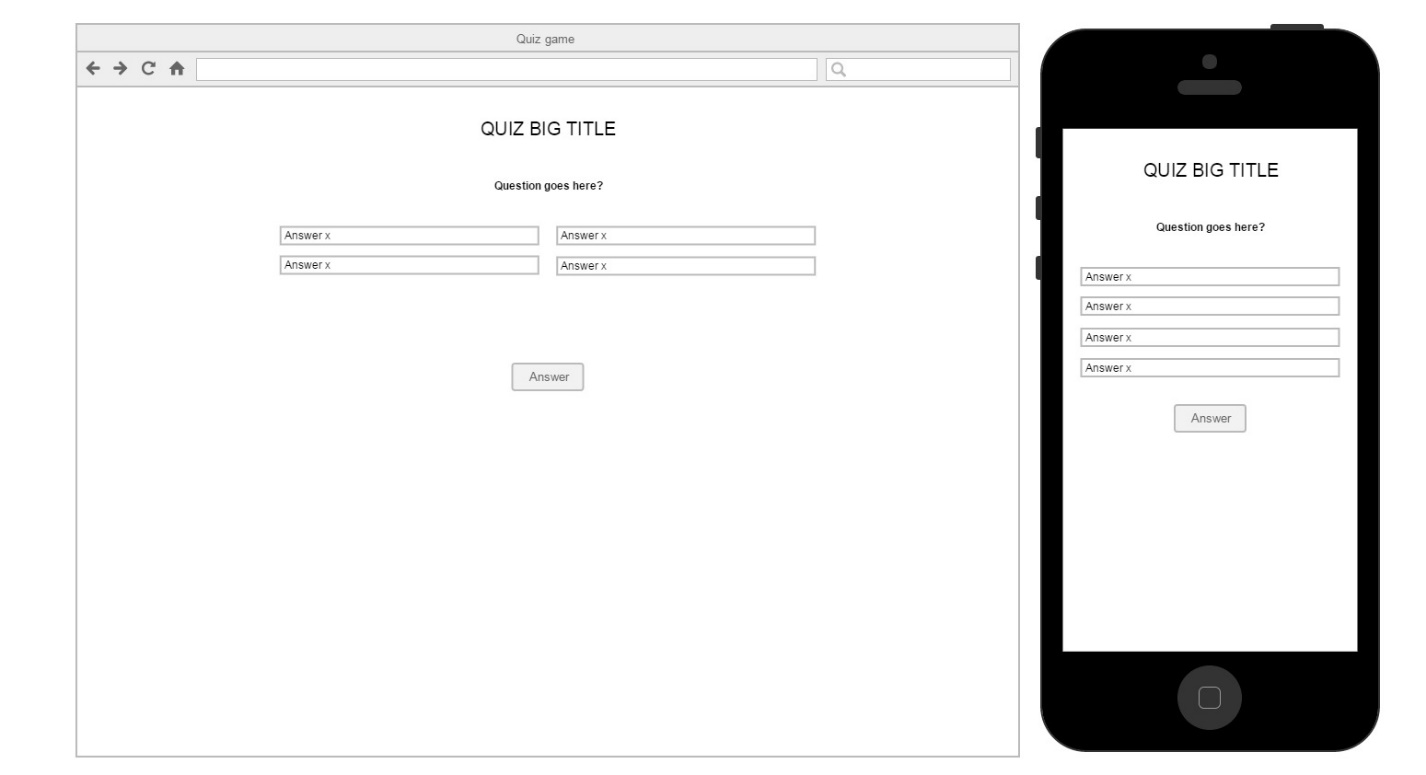 Quiz game
QUIZ BIG TITLE
Question goes here?
Answer x
Answer x
Answer x
Answer x
Answer
QUIZ BIG TITLE
Question goes here?
Answer x
Answer x
Answer x
Answer x
Answer